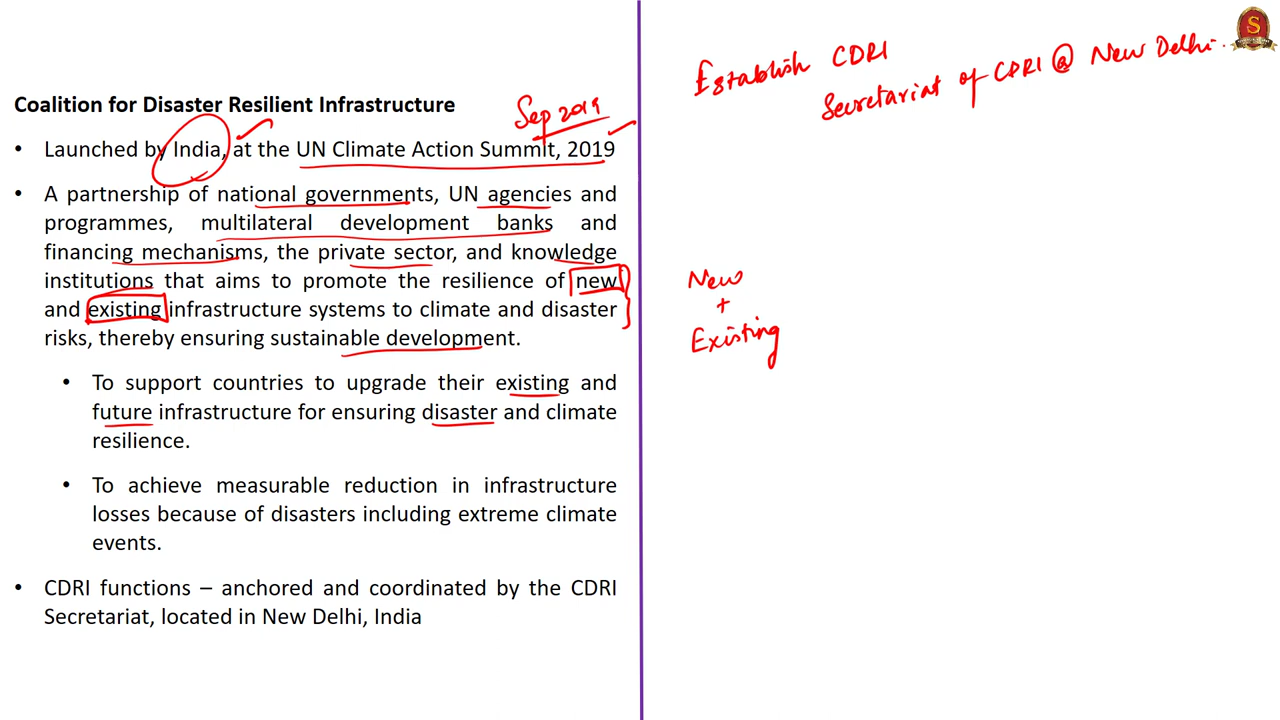 Establish CDRI
Secretariat of CDRI @ New Delhi.
Coalition for Disaster Resilient Infrastructure
Sep 2019
• Launched by India, at the UN Climate Action Summit, 2019
• A partnership of national governments, UN agencies and
programmes, multilateral development banks and
financing mechanisms, the private sector, and knowledge
institutions that aims to promote the resilience of new
and existing infrastructure systems to climate and disaster
risks, thereby ensuring sustainable development.
New
+
Existing
• To support countries to upgrade their existing and
future infrastructure for ensuring disaster and climate
resilience.
• To achieve measurable reduction in infrastructure
losses because of disasters including extreme climate
events.
• CDRI functions – anchored and coordinated by the CDRI
Secretariat, located in New Delhi, India
S